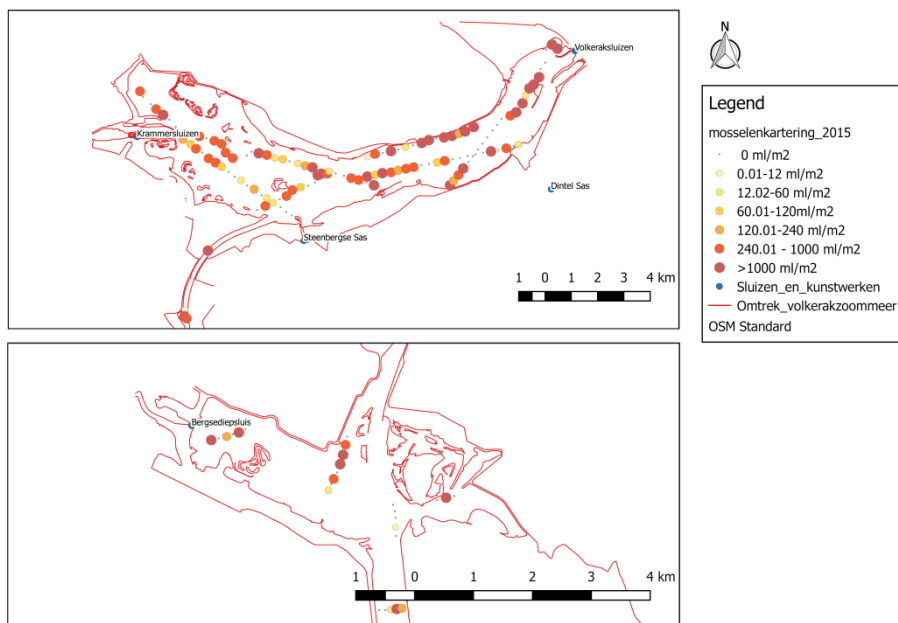 Volkeraksluizen
Krammersluizen
Dintel Sas
Steenbergse Sas
1 0 1 2 3 4 km
N
Legend
mosselenkartering_2015
0 ml/m2
0.01-12 ml/m2
12.02-60 ml/m2
60.01-120ml/m2
120.01-240 ml/m2
240.01 - 1000 ml/m2
>1000 ml/m2
Sluizen_en_kunstwerken
Omtrek_volkerakzoommeer
OSM Standard
Bergsediepsluis
1 0 1 2 3 4 km